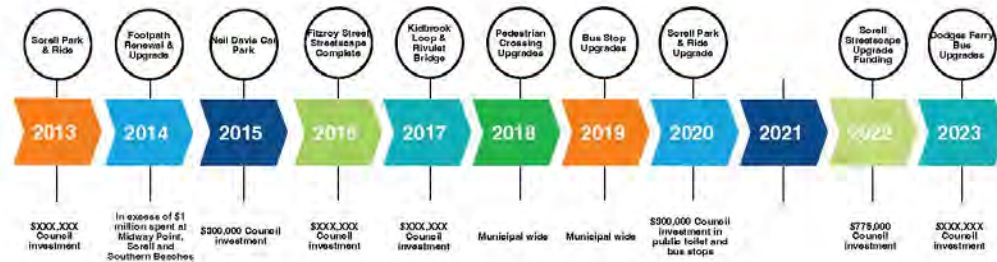 Sorell Park
& Ride
Footpath
Renewal &
Upgrade
Neil Davis Car
Park
Fitzroy Street
Streetscape
Complete
Kidbrook
Loop &
Rivulet
Bridge
Pedestrian
Crossing
Upgrades
Bus Stop
Upgrades
Sorell Park
& Ride
Upgrade
Sorell
Streetscape
Upgrade
Funding
Dodges Ferry
Bus
Upgrades
2013
2014
2015
2016
2017
2018
2019
2020
2021
2022
2023
$XXX,XXX
Council
investment
In excess of $1
million spent at
Midway Point,
Sorell and
Southern Beaches
$300,000 Council
investment
$XXX,XXX
Council
investment
$XXX,XXX
Council
investment
Municipal wide
Municipal wide
$300,000 Council
investment in
public toilet and
bus stops
$775,000
Council
investment
$XXX,XXX
Council
investment